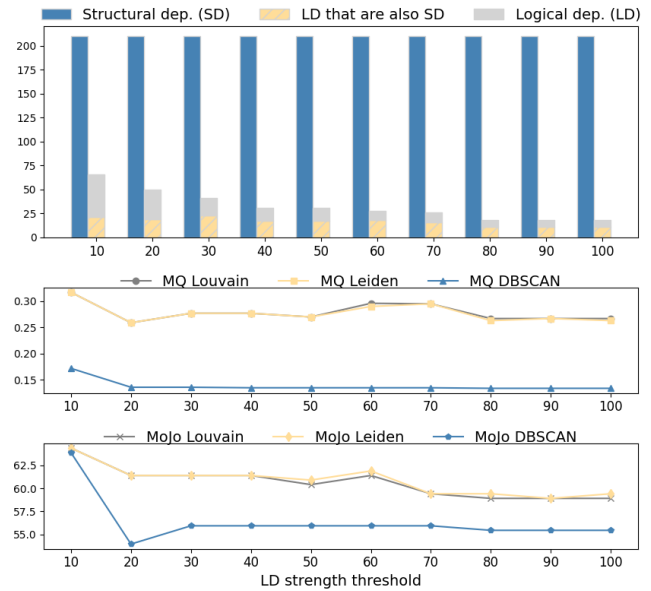 Structural dep. (SD) LD that are also SD Logical dep. (LD)
200
175
150
125
100
75
50
25
0
10 20 30 40 50 60 70 80 90 100
MQ Louvain MQ Leiden MQ DBSCAN
0.30
0.25
0.20
0.15
10 20 30 40 50 60 70 80 90 100
MoJo Louvain MoJo Leiden MoJo DBSCAN
62.5
60.0
57.5
55.0
10 20 30 40 50 60 70 80 90 100
LD strength threshold